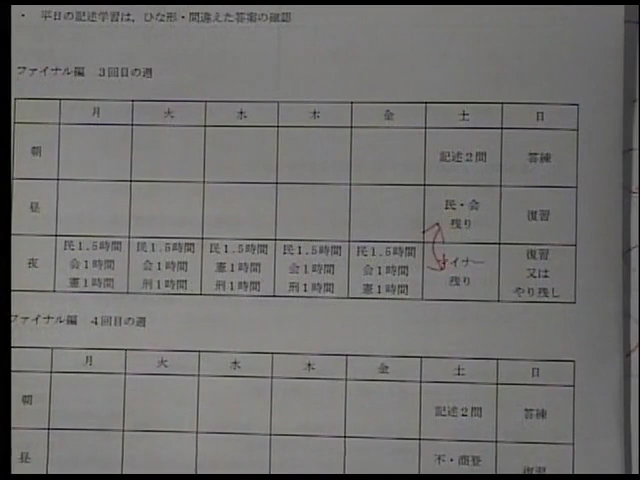 ・ 平日の記述学習は、ひな形・間違えた答案の確認
ファイナル編 3回目の週
月 火 水 木 金 土 日
朝 記述2問 答練
昼 民・会 残り 復習
夜 民1.5時間 会1時間 憲1時間 民1.5時間 会1時間 刑1時間 民1.5時間 憲1時間 刑1時間 民1.5時間 会1時間 刑1時間 民1.5時間 会1時間 憲1時間 イナー 残り 復習 又は やり残し
ファイナル編 4回目の週
月 火 水 木 金 土 日
朝 記述2問 答練
昼 不・商登 復習